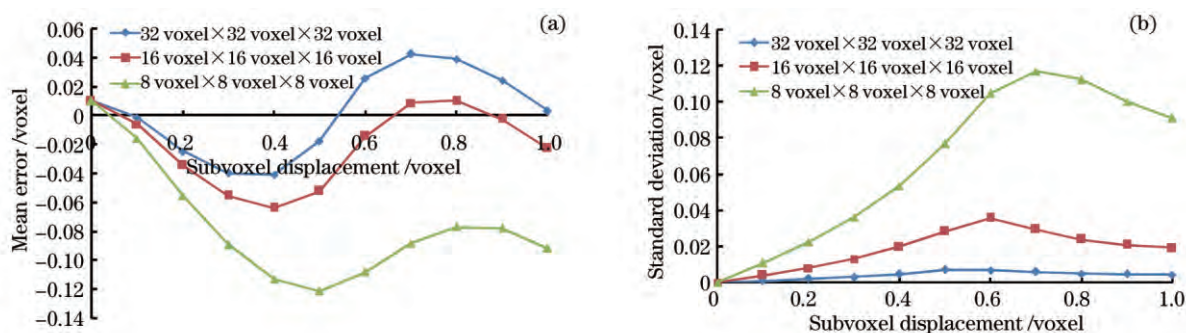 (a)
32 voxel×32 voxel×32 voxel
16 voxel×16 voxel×16 voxel
8 voxel×8 voxel×8 voxel
0.06
0.04
0.02
0
−0.02
−0.04
−0.06
−0.08
−0.10
−0.12
−0.14
Mean error /voxel
0 0.2 0.4 0.6 0.8 1.0
Subvoxel displacement /voxel
(b)
32 voxel×32 voxel×32 voxel
16 voxel×16 voxel×16 voxel
8 voxel×8 voxel×8 voxel
0.14
0.12
0.10
0.08
0.06
0.04
0.02
0
Standard deviation /voxel
0 0.2 0.4 0.6 0.8 1.0
Subvoxel displacement /voxel